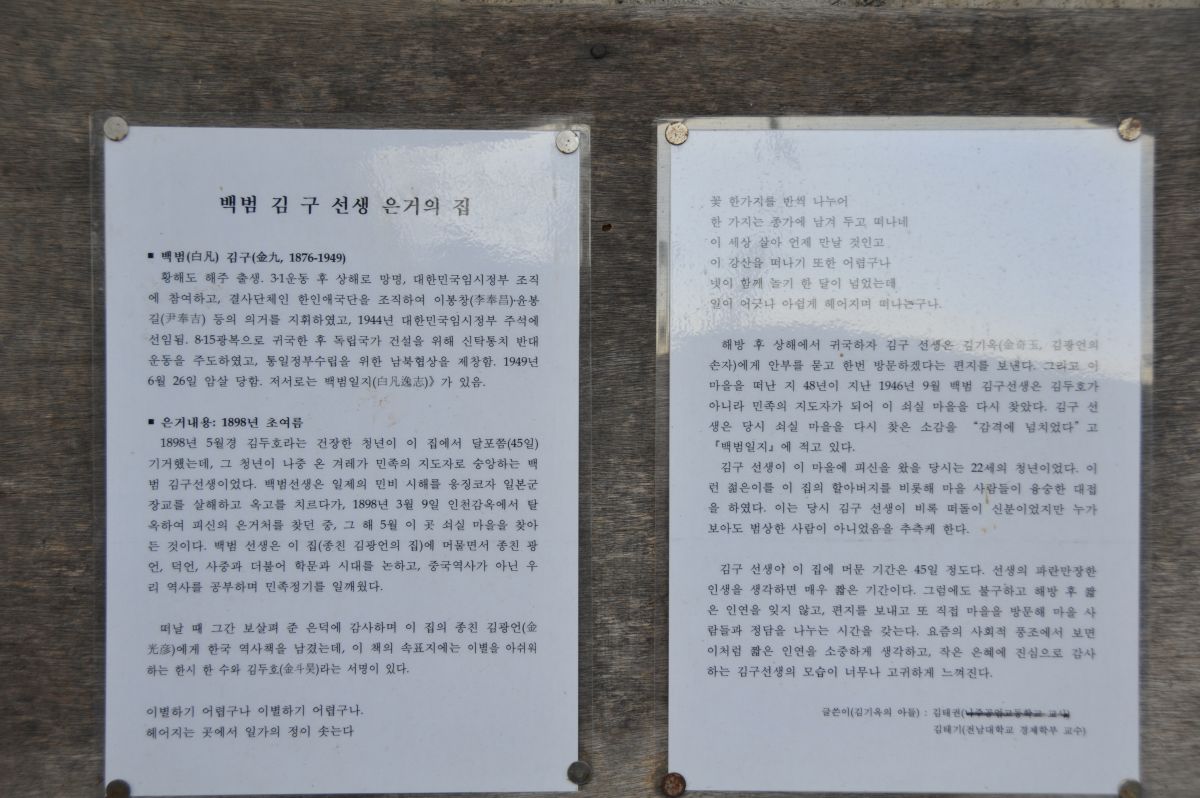 백범 김 구 선생 은거의 집
■ 백범(白凡) 김구(金九, 1876-1949)
황해도 해주 출생. 3·1운동 후 상해로 망명, 대한민국임시정부 조직
에 참여하고, 결사단체인 한인애국단을 조직하여 이봉창(李奉昌)·윤봉
길(尹奉吉) 등의 의거를 지휘하였고, 1944년 대한민국임시정부 주석에
선임됨. 8·15광복으로 귀국한 후 독립국가 건설을 위해 신탁통치 반대
운동을 주도하였고, 통일정부수립을 위한 남북협상을 제창함. 1949년
6월 26일 암살 당함. 저서로는 백범일지(白凡逸志)》가 있음.
■ 은거내용: 1898년 초여름
1898년 5월경 김두호라는 건장한 청년이 이 집에서 달포쯤(45일)
기거했는데, 그 청년이 나중 온 겨레가 민족의 지도자로 숭앙하는 백
범 김구선생이었다. 백범선생은 일제의 민비 시해를 응징코자 일본군
장교를 살해하고 옥고를 치르다가, 1898년 3월 9일 인천감옥에서 탈
옥하여 피신의 은거처를 찾던 중, 그 해 5월 이 곳 쇠실 마을을 찾아
든 것이다. 백범 선생은 이 집(종친 김광언의 집)에 머물면서 종친 광
언, 덕언, 사중과 더불어 학문과 시대를 논하고, 중국역사가 아닌 우
리 역사를 공부하며 민족정기를 일깨웠다.
떠날 때 그간 보살펴 준 은덕에 감사하며 이 집의 종친 김광언(金
光彦)에게 한국 역사책을 남겼는데, 이 책의 속표지에는 이별을 아쉬워
하는 한시 한 수와 김두호(金斗昊)라는 서명이 있다.
이별하기 어렵구나 이별하기 어렵구나.
헤어지는 곳에서 일가의 정이 솟는다
꽃 한가지를 반씩 나누어
한 가지는 종가에 남겨 두고 떠나네
이 세상 살아 언제 만날 것인고
이 강산을 떠나기 또한 어렵구나
넷이 함께 놀기 한 달이 넘었는데
일이 어긋나 아쉽게 헤어지며 떠나는구나.
해방 후 상해에서 귀국하자 김구 선생은 김기옥(金奇玉, 김광언의
손자)에게 안부를 묻고 한번 방문하겠다는 편지를 보낸다. 그리고 이
마을을 떠난 지 48년이 지난 1946년 9월 백범 김구선생은 김두호가
아니라 민족의 지도자가 되어 이 쇠실 마을을 다시 찾았다. 김구 선
생은 당시 쇠실 마을을 다시 찾은 소감을 “감격에 넘치었다”고
『백범일지』에 적고 있다.
김구 선생이 이 마을에 피신을 왔을 당시는 22세의 청년이었다. 이
런 젊은이를 이 집의 할아버지를 비롯해 마을 사람들이 융숭한 대접
을 하였다. 이는 당시 김구 선생이 비록 떠돌이 신분이었지만 누가
보아도 범상한 사람이 아니었음을 추측케 한다.
김구 선생이 이 집에 머문 기간은 45일 정도다. 선생의 파란만장한
인생을 생각하면 매우 짧은 기간이다. 그럼에도 불구하고 해방 후 짧
은 인연을 잊지 않고, 편지를 보내고 또 직접 마을을 방문해 마을 사
람들과 정담을 나누는 시간을 갖는다. 요즘의 사회적 풍조에서 보면
이처럼 짧은 인연을 소중하게 생각하고, 작은 은혜에 진심으로 감사
하는 김구선생의 모습이 너무나 고귀하게 느껴진다.
글쓴이(김기옥의 아들) : 김태권(나주공업고등학교 교사)
김태기(전남대학교 경제학부 교수)